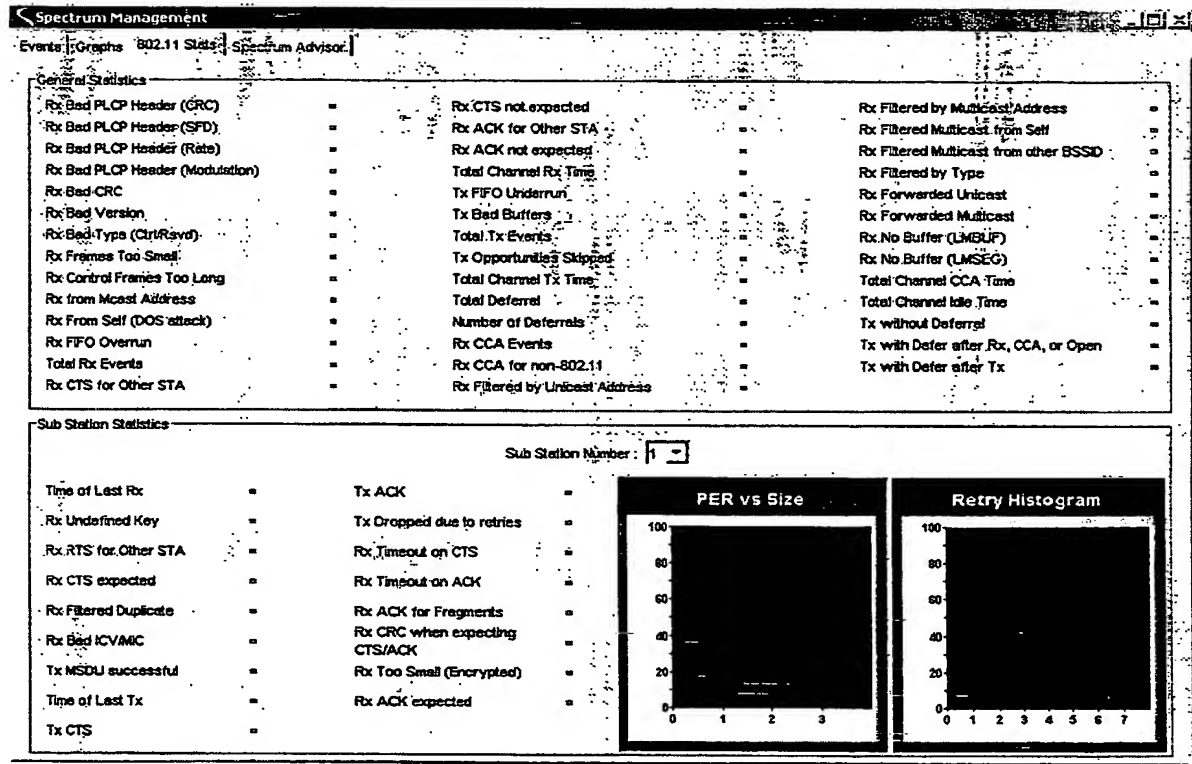 Spectrum Management
Events Graphs 802.11 Stats Spectrum Advisor
General Statistics
Rx Bad PLCP Header (CRC) =
Rx Bad PLCP Header (SFD) =
Rx Bad PLCP Header (Rate) =
Rx Bad PLCP Header (Modulation) =
Rx Bad CRC =
Rx Bad Version =
Rx Bad Type (Ctrl/Rsvd) =
Rx Frames Too Small =
Rx Control Frames Too Long =
Rx from Mcast Address =
Rx From Self (DOS attack) =
Rx FIFO Overrun =
Total Rx Events =
Rx CTS for Other STA =
Rx CTS not expected =
Rx ACK for Other STA =
Rx ACK not expected =
Total Channel Rx Time =
Tx FIFO Underrun =
Tx Bad Buffers =
Total Tx Events =
Tx Opportunities Skipped =
Total Channel Tx Time =
Total Deferral =
Number of Deferrals =
Rx CCA Events =
Rx CCA for non-802.11 =
Rx Filtered by Unicast Address =
Rx Filtered by Multicast Address =
Rx Filtered Multicast from Self =
Rx Filtered Multicast from other BSSID =
Rx Filtered by Type =
Rx Forwarded Unicast =
Rx Forwarded Multicast =
Rx No Buffer (LMBUF) =
Rx No Buffer (LMSEG) =
Total Channel CCA Time =
Total Channel Idle Time =
Tx without Deferral =
Tx with Defer after Rx, CCA, or Open =
Tx with Defer after Tx =
Sub Station Statistics
Sub Station Number : 1
Time of Last Rx =
Rx Undefined Key =
Rx RTS for Other STA =
Rx CTS expected =
Rx Filtered Duplicate =
Rx Bad ICV/MIC =
Tx MSDU successful =
Time of Last Tx =
Tx CTS =
Tx ACK =
Tx Dropped due to retries =
Rx Timeout on CTS =
Rx Timeout on ACK =
Rx ACK for Fragments =
Rx CRC when expecting
CTS/ACK =
Rx Too Small (Encrypted) =
Rx ACK expected =
PER vs Size
100
80
60
40
20
0
0 1 2 3
Retry Histogram
100
80
60
40
20
0
0 1 2 3 4 5 6 7